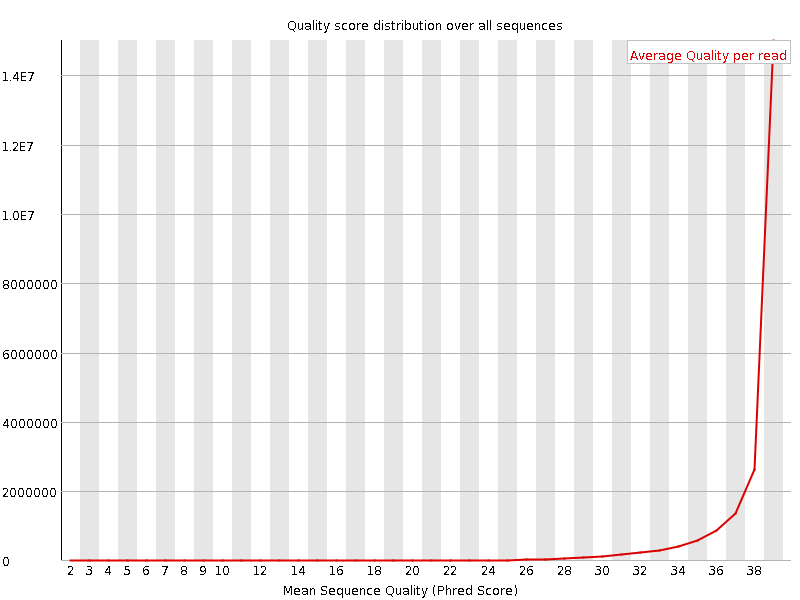 Quality score distribution over all sequences
Average Quality per read
1.4E7
1.2E7
1.0E7
8000000
6000000
4000000
2000000
0
2 3 4 5 6 7 8 9 10 12 14 16 18 20 22 24 26 28 30 32 34 36 38
Mean Sequence Quality (Phred Score)